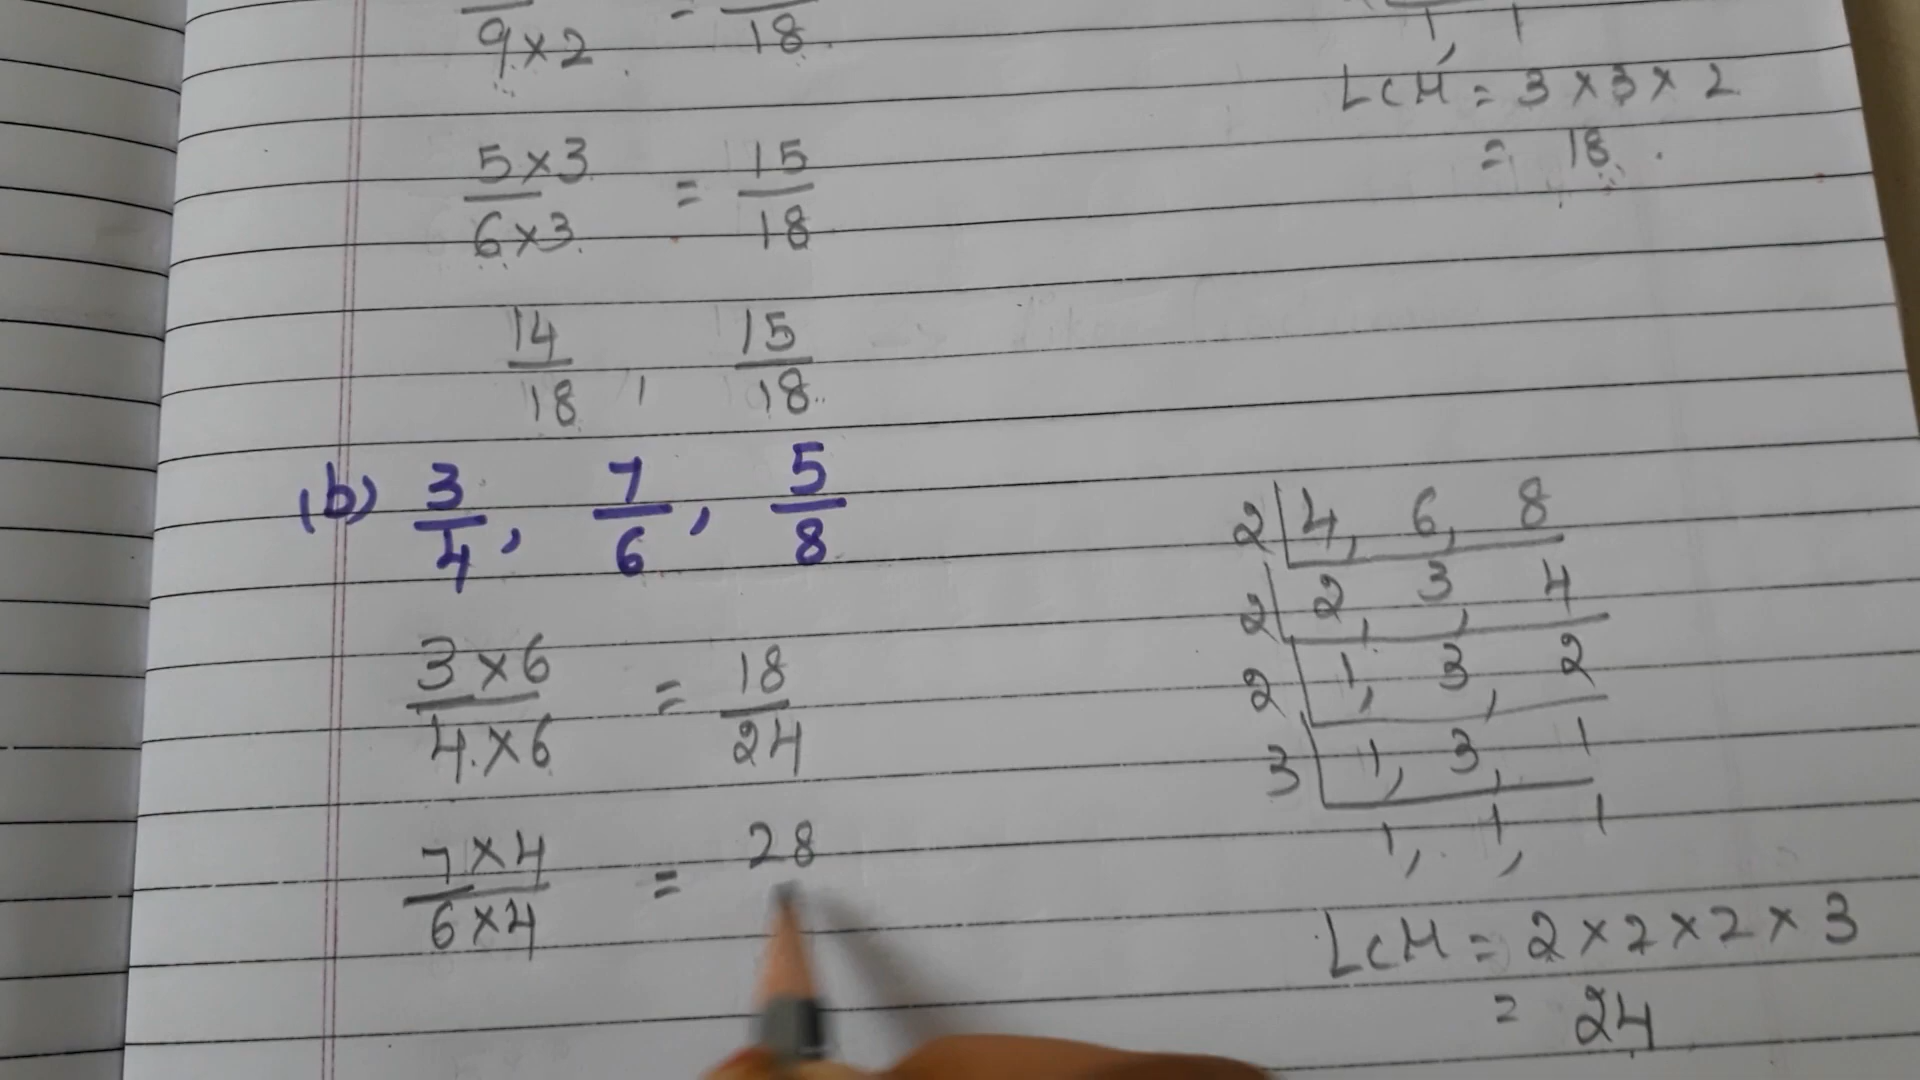 9 × 2 = 18
1, 1
LCM = 3 × 3 × 2
= 18.
5 × 3 = 15
6 × 3 18
14 , 15
18 18
(b) 3/4, 7/6, 5/8
3 × 6 = 18
4 × 6 24
7 × 4 = 28
6 × 4
2 | 4, 6, 8
2 | 2, 3, 4
2 | 1, 3, 2
3 | 1, 3, 1
1, 1, 1
LCM = 2 × 2 × 2 × 3
= 24